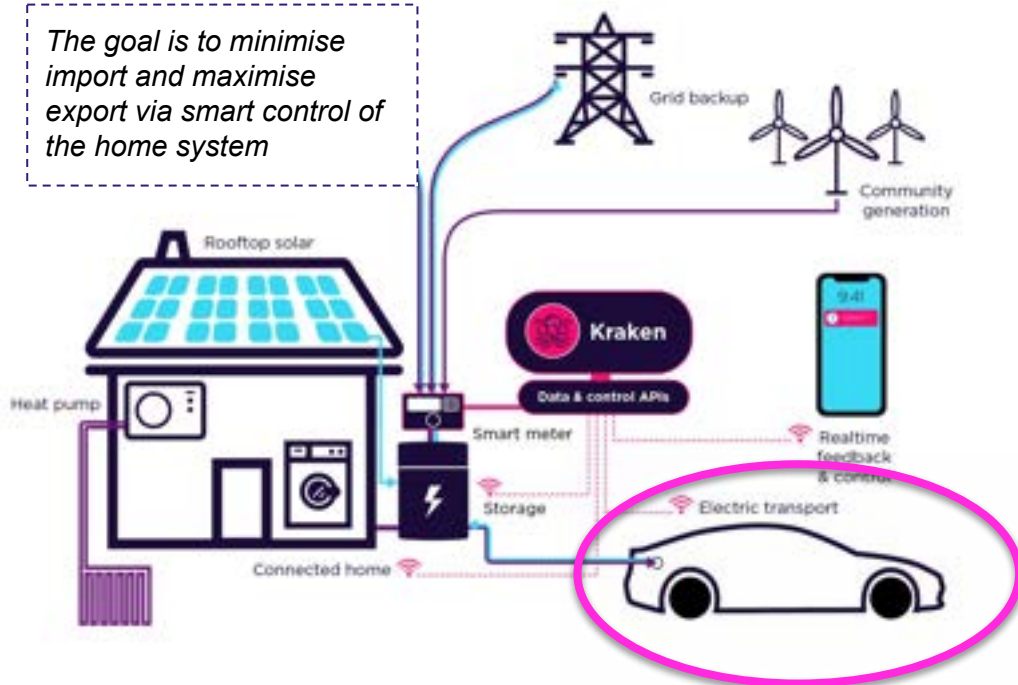 The goal is to minimise
import and maximise
export via smart control of
the home system
Grid backup
Community
generation
Rooftop solar
9:41
Kraken
Data & control APIs
Heat pump
Smart meter
Realtime
feedback
& control
Storage
Electric transport
Connected home